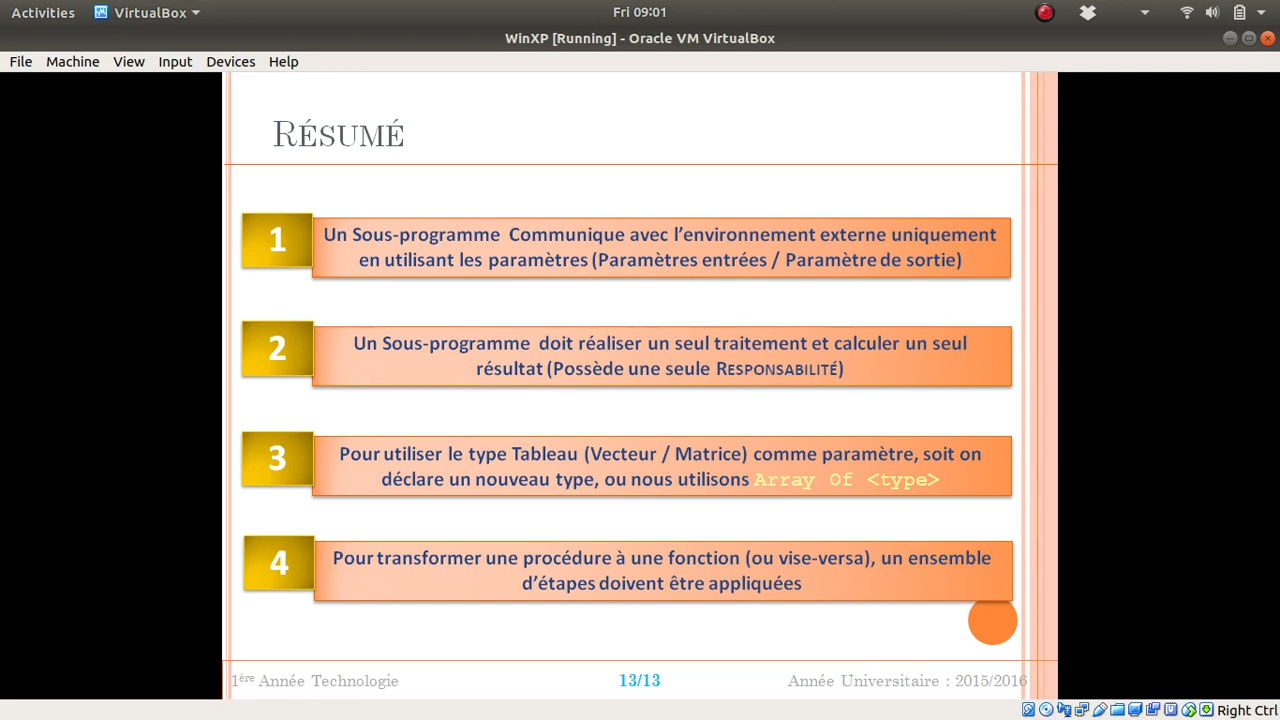 Activities VirtualBox Fri 09:01
WinXP [Running] - Oracle VM VirtualBox
File Machine View Input Devices Help
RÉSUMÉ
1 Un Sous-programme Communique avec l’environnement externe uniquement
en utilisant les paramètres (Paramètres entrées / Paramètre de sortie)
2 Un Sous-programme doit réaliser un seul traitement et calculer un seul
résultat (Possède une seule RESPONSABILITÉ)
3 Pour utiliser le type Tableau (Vecteur / Matrice) comme paramètre, soit on
déclare un nouveau type, ou nous utilisons Array Of <type>
4 Pour transformer une procédure à une fonction (ou vise-versa), un ensemble
d’étapes doivent être appliquées
1ère Année Technologie 13/13 Année Universitaire : 2015/2016
Right Ctrl